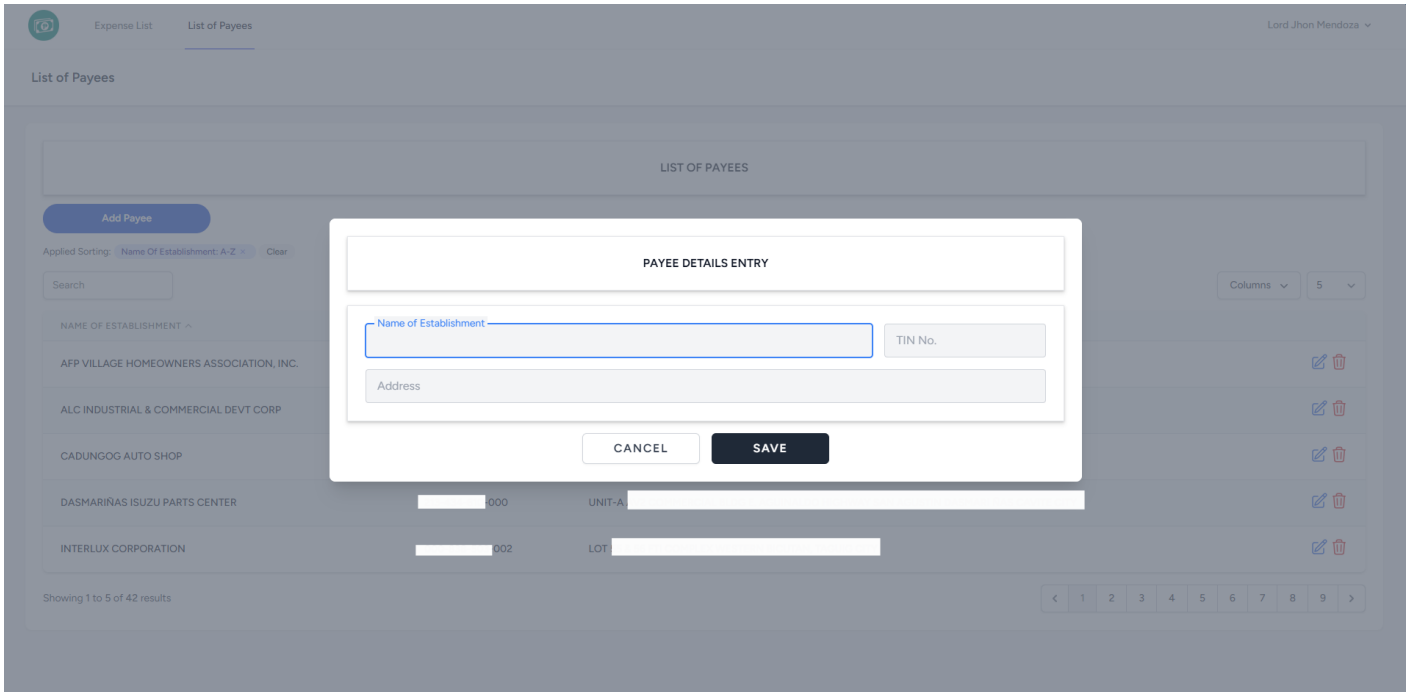 Expense List
List of Payees
Lord Jhon Mendoza
List of Payees
LIST OF PAYEES
Add Payee
Applied Sorting: Name Of Establishment: A-Z × Clear
Search
Columns
5
NAME OF ESTABLISHMENT
AFP VILLAGE HOMEOWNERS ASSOCIATION, INC.
ALC INDUSTRIAL & COMMERCIAL DEVT CORP
CADUNGOG AUTO SHOP
DASMARIÑAS ISUZU PARTS CENTER -000 UNIT-A
INTERLUX CORPORATION 002 LOT
Showing 1 to 5 of 42 results
< 1 2 3 4 5 6 7 8 9 >
PAYEE DETAILS ENTRY
Name of Establishment
TIN No.
Address
CANCEL
SAVE